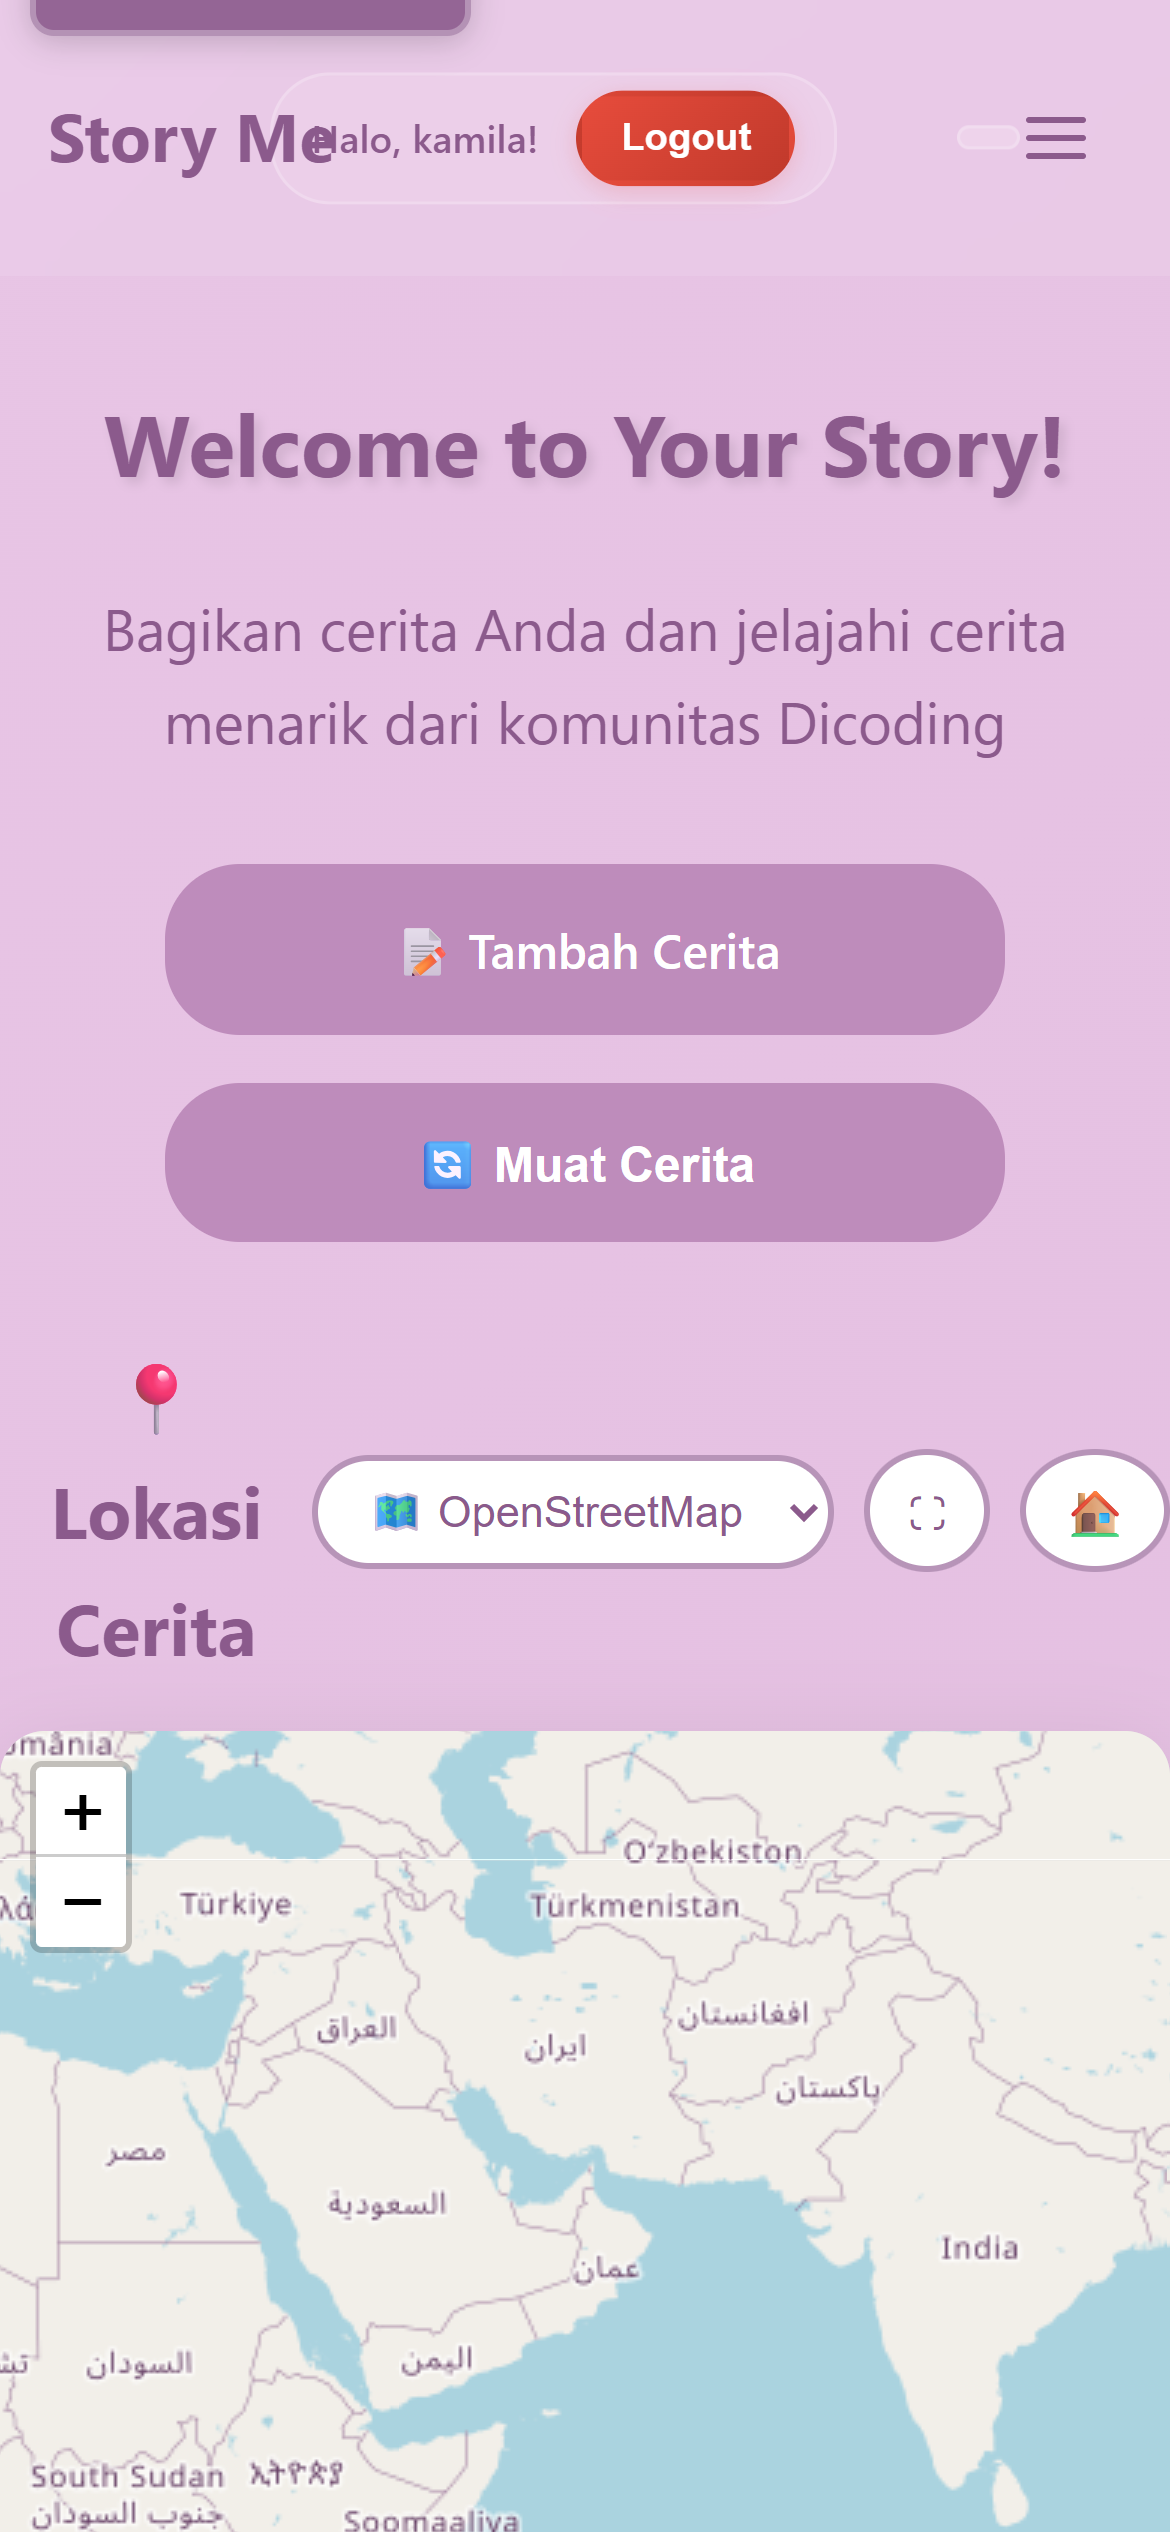 Story Me
Halo, kamila!
Logout
Welcome to Your Story!
Bagikan cerita Anda dan jelajahi cerita
menarik dari komunitas Dicoding
Tambah Cerita
Muat Cerita
Lokasi
Cerita
OpenStreetMap
+
−
omânia
Oʻzbekiston
Türkiye
Türkmenistan
افغانستان
العراق
ایران
پاکستان
مصر
السعودية
India
عمان
السودان
اليمن
South Sudan
ኢትዮጵያ
جنوب السودان
Soomaaliya